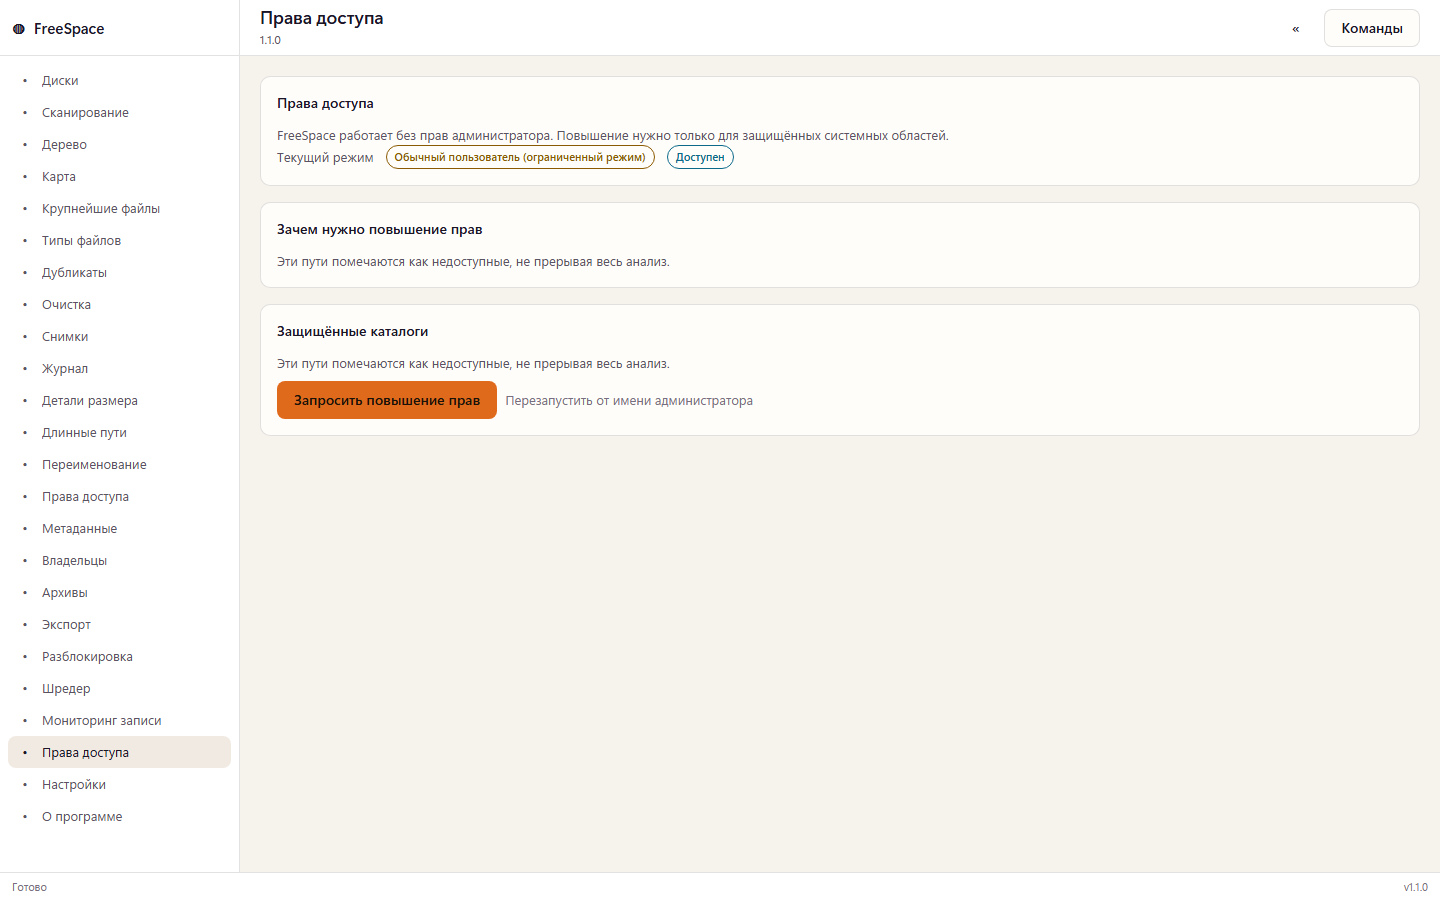 FreeSpace
Права доступа
1.1.0
«
Команды
• Диски
• Сканирование
• Дерево
• Карта
• Крупнейшие файлы
• Типы файлов
• Дубликаты
• Очистка
• Снимки
• Журнал
• Детали размера
• Длинные пути
• Переименование
• Права доступа
• Метаданные
• Владельцы
• Архивы
• Экспорт
• Разблокировка
• Шредер
• Мониторинг записи
• Права доступа
• Настройки
• О программе
Права доступа
FreeSpace работает без прав администратора. Повышение нужно только для защищённых системных областей.
Текущий режим Обычный пользователь (ограниченный режим) Доступен
Зачем нужно повышение прав
Эти пути помечаются как недоступные, не прерывая весь анализ.
Защищённые каталоги
Эти пути помечаются как недоступные, не прерывая весь анализ.
Запросить повышение прав Перезапустить от имени администратора
Готово
v1.1.0